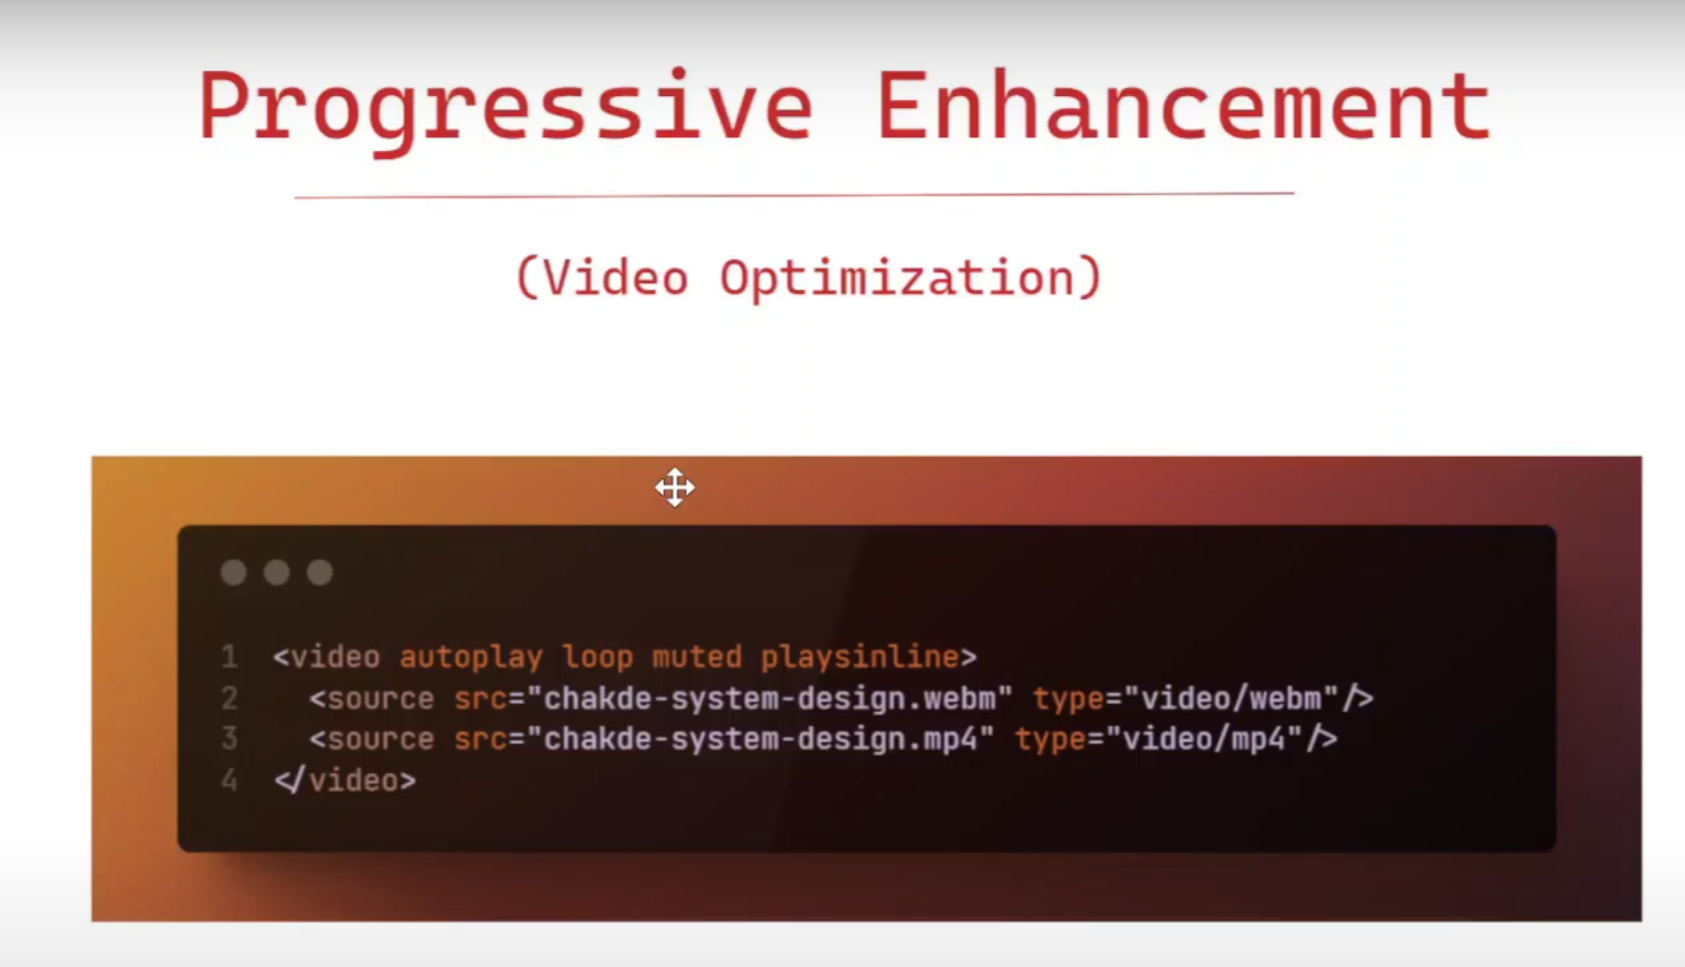 Progressive Enhancement
(Video Optimization)
1 <video autoplay loop muted playsinline>
2 <source src="chakde-system-design.webm" type="video/webm"/>
3 <source src="chakde-system-design.mp4" type="video/mp4"/>
4 </video>